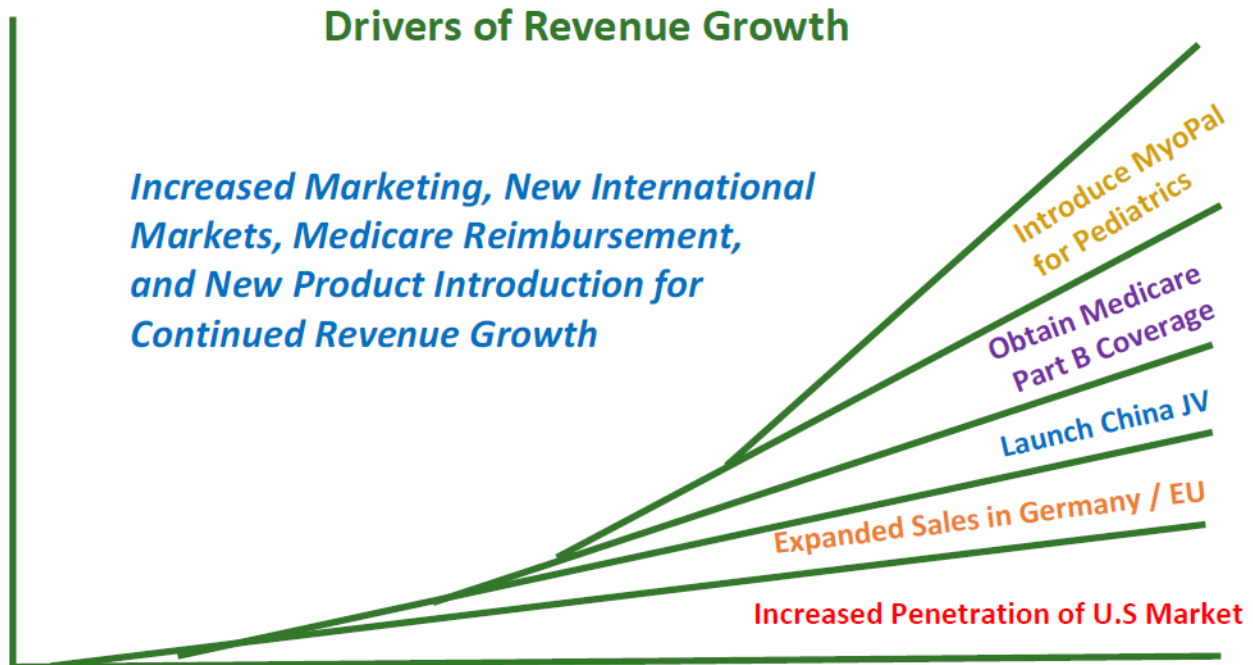 Drivers of Revenue Growth
Increased Marketing, New International
Markets, Medicare Reimbursement,
and New Product Introduction for
Continued Revenue Growth
Introduce MyoPal
for Pediatrics
Obtain Medicare
Part B Coverage
Launch China JV
Expanded Sales in Germany / EU
Increased Penetration of U.S Market